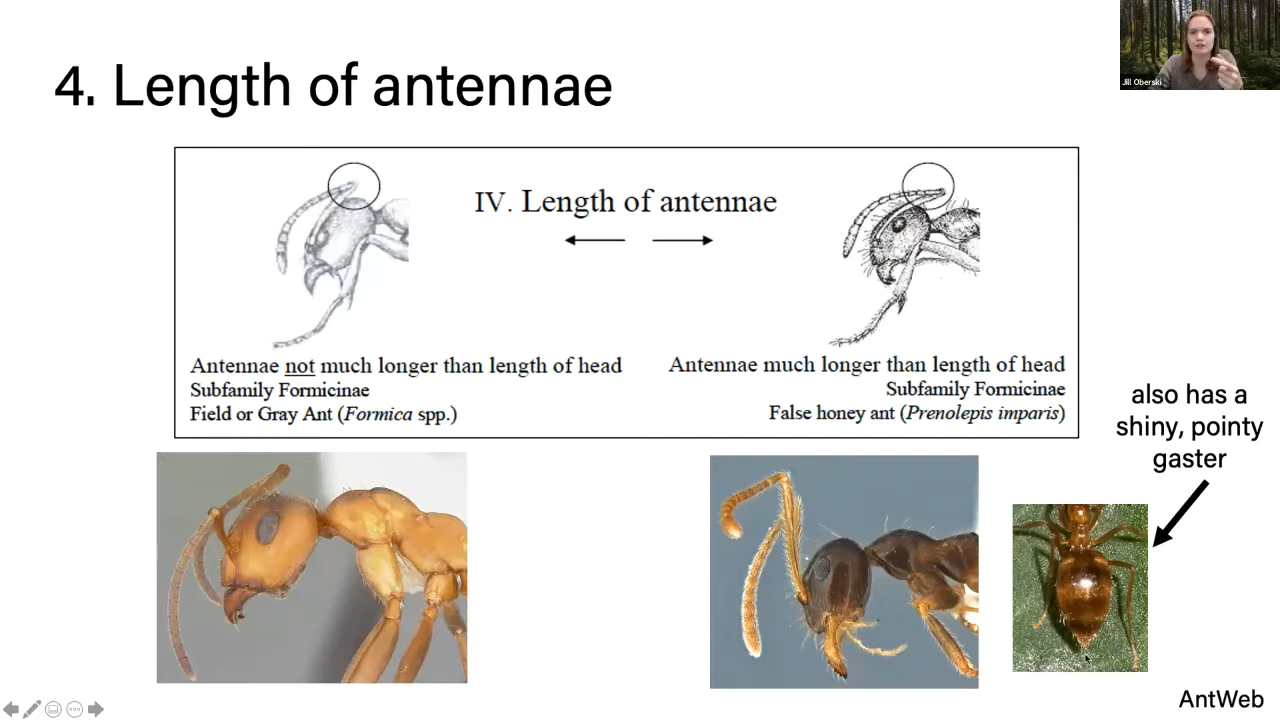 4. Length of antennae
Jill Oberski
IV. Length of antennae
Antennae not much longer than length of head
Subfamily Formicinae
Field or Gray Ant (Formica spp.)
Antennae much longer than length of head
Subfamily Formicinae
False honey ant (Prenolepis imparis)
also has a
shiny, pointy
gaster
AntWeb